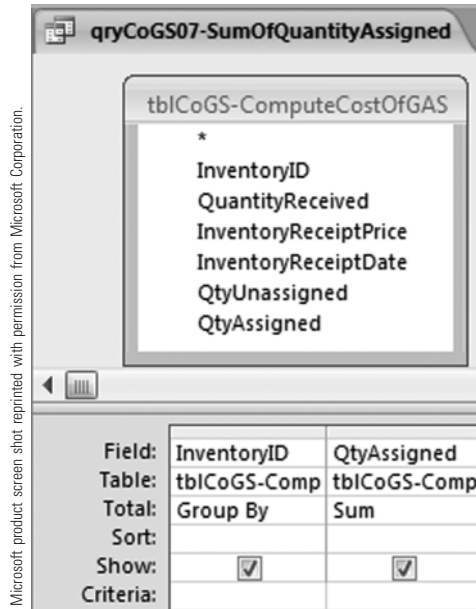 Microsoft product screen shot reprinted with permission from Microsoft Corporation.
qryCoGS07-SumOfQuantityAssigned
tblCoGS-ComputeCostOfGAS
*
InventoryID
QuantityReceived
InventoryReceiptPrice
InventoryReceiptDate
QtyUnassigned
QtyAssigned
Field: InventoryID QtyAssigned
Table: tblCoGS-Comp tblCoGS-Comp
Total: Group By Sum
Sort:
Show:
Criteria: